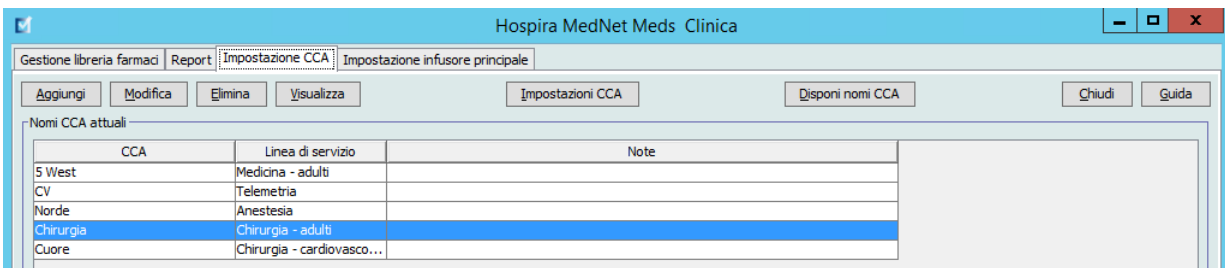 Hospira MedNet Meds Clinica
Gestione libreria farmaci Report Impostazione CCA Impostazione infusore principale
Aggiungi Modifica Elimina Visualizza Impostazioni CCA Disponi nomi CCA Chiudi Guida
Nomi CCA attuali
CCA Linea di servizio Note
5 West Medicina - adulti
CV Telemetria
Norde Anestesia
Chirurgia Chirurgia - adulti
Cuore Chirurgia - cardiovasco...